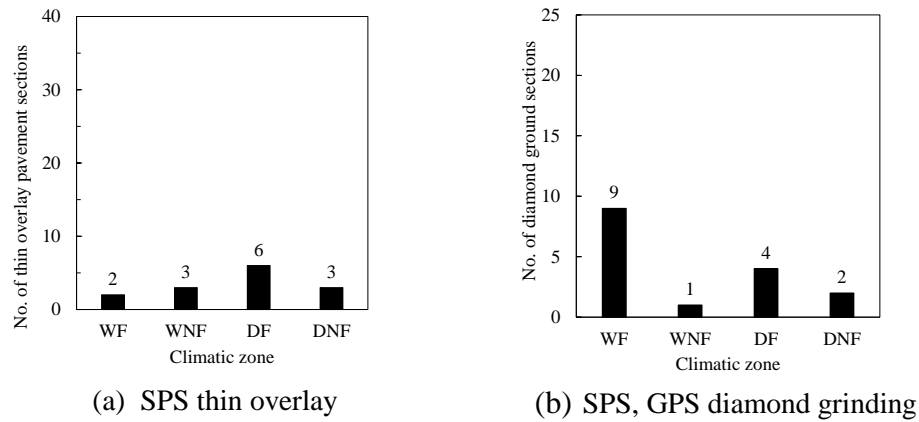 No. of thin overlay pavement sections
40
30
20
10
0
2
3
6
3
WF WNF DF DNF
Climatic zone
(a) SPS thin overlay
No. of diamond ground sections
25
20
15
10
5
0
9
1
4
2
WF WNF DF DNF
Climatic zone
(b) SPS, GPS diamond grinding